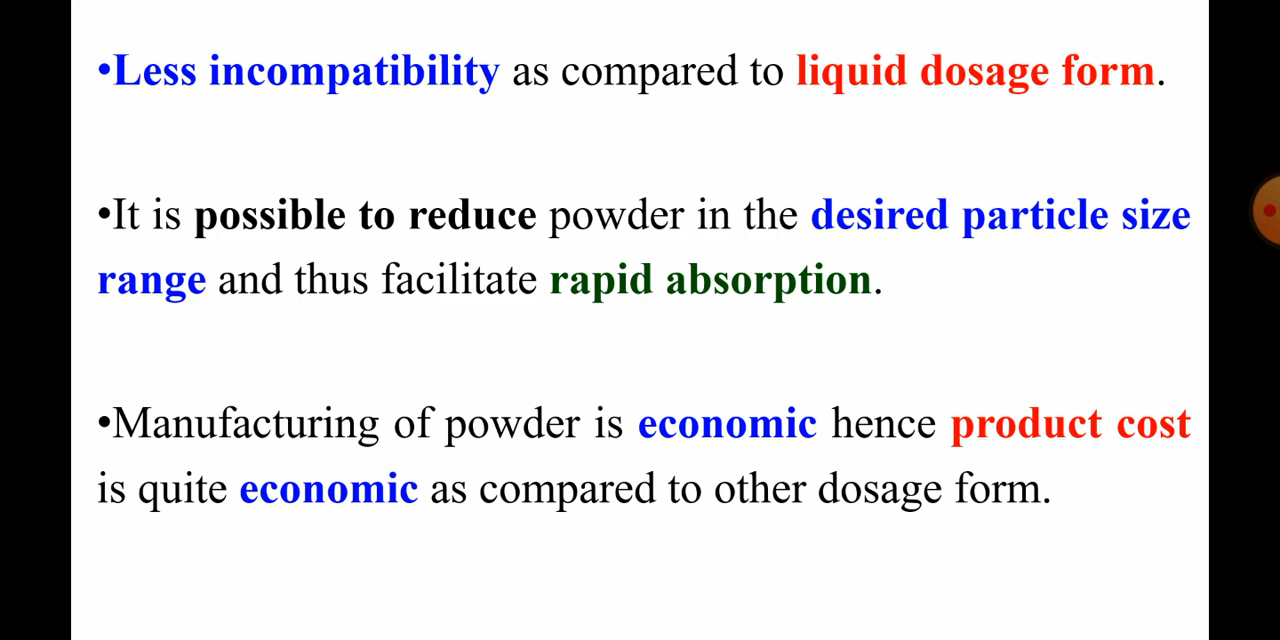 •Less incompatibility as compared to liquid dosage form.
•It is possible to reduce powder in the desired particle size
range and thus facilitate rapid absorption.
•Manufacturing of powder is economic hence product cost
is quite economic as compared to other dosage form.